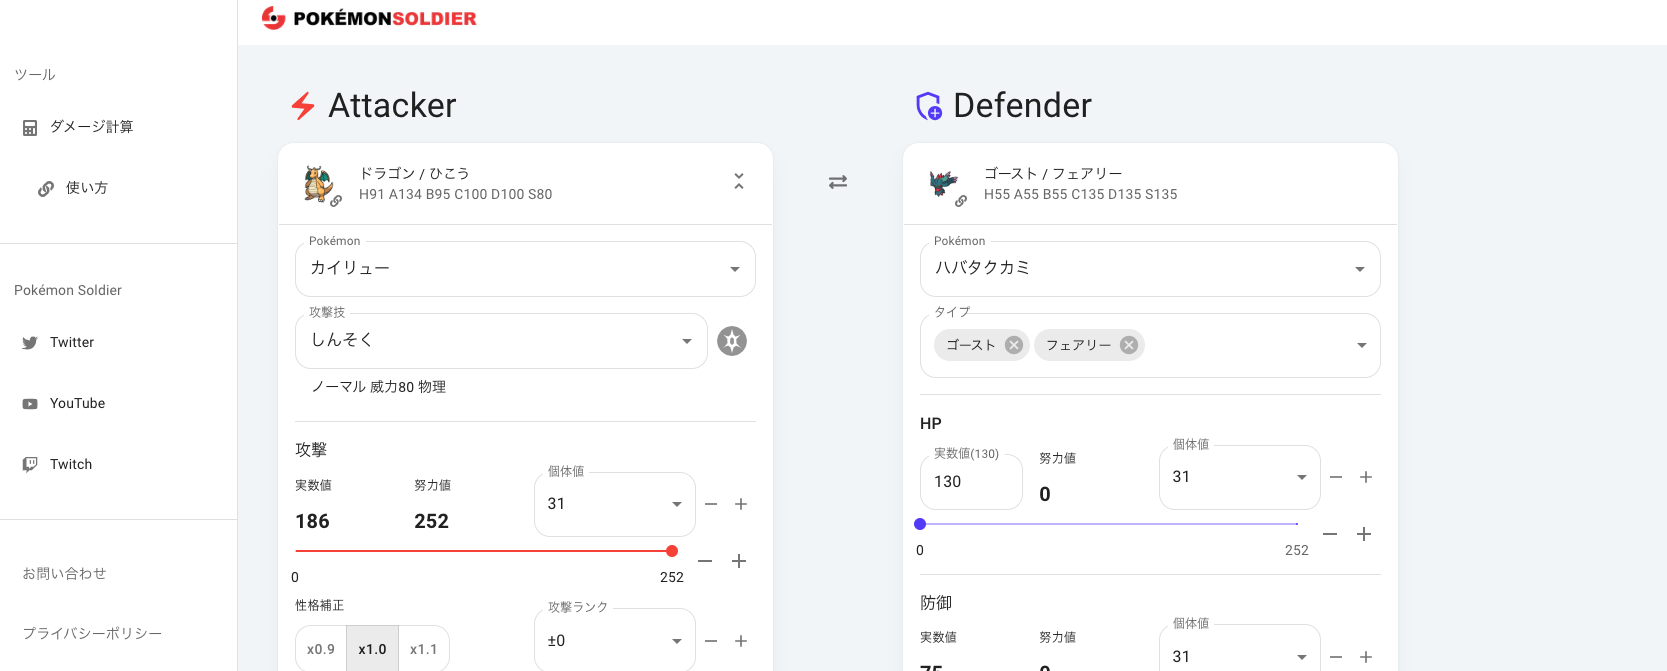 POKÉMONSOLDIER
ツール
ダメージ計算
使い方
Pokémon Soldier
Twitter
YouTube
Twitch
お問い合わせ
プライバシーポリシー
Attacker
ドラゴン / ひこう
H91 A134 B95 C100 D100 S80
Pokémon
カイリュー
攻撃技
しんそく
ノーマル 威力80 物理
攻撃
実数値
努力値
個体値
186
252
31
0
252
性格補正
攻撃ランク
x0.9
x1.0
x1.1
±0
Defender
ゴースト / フェアリー
H55 A55 B55 C135 D135 S135
Pokémon
ハバタクカミ
タイプ
ゴースト
フェアリー
HP
実数値(130)
努力値
個体値
130
0
31
0
252
防御
実数値
努力値
個体値
75
0
31